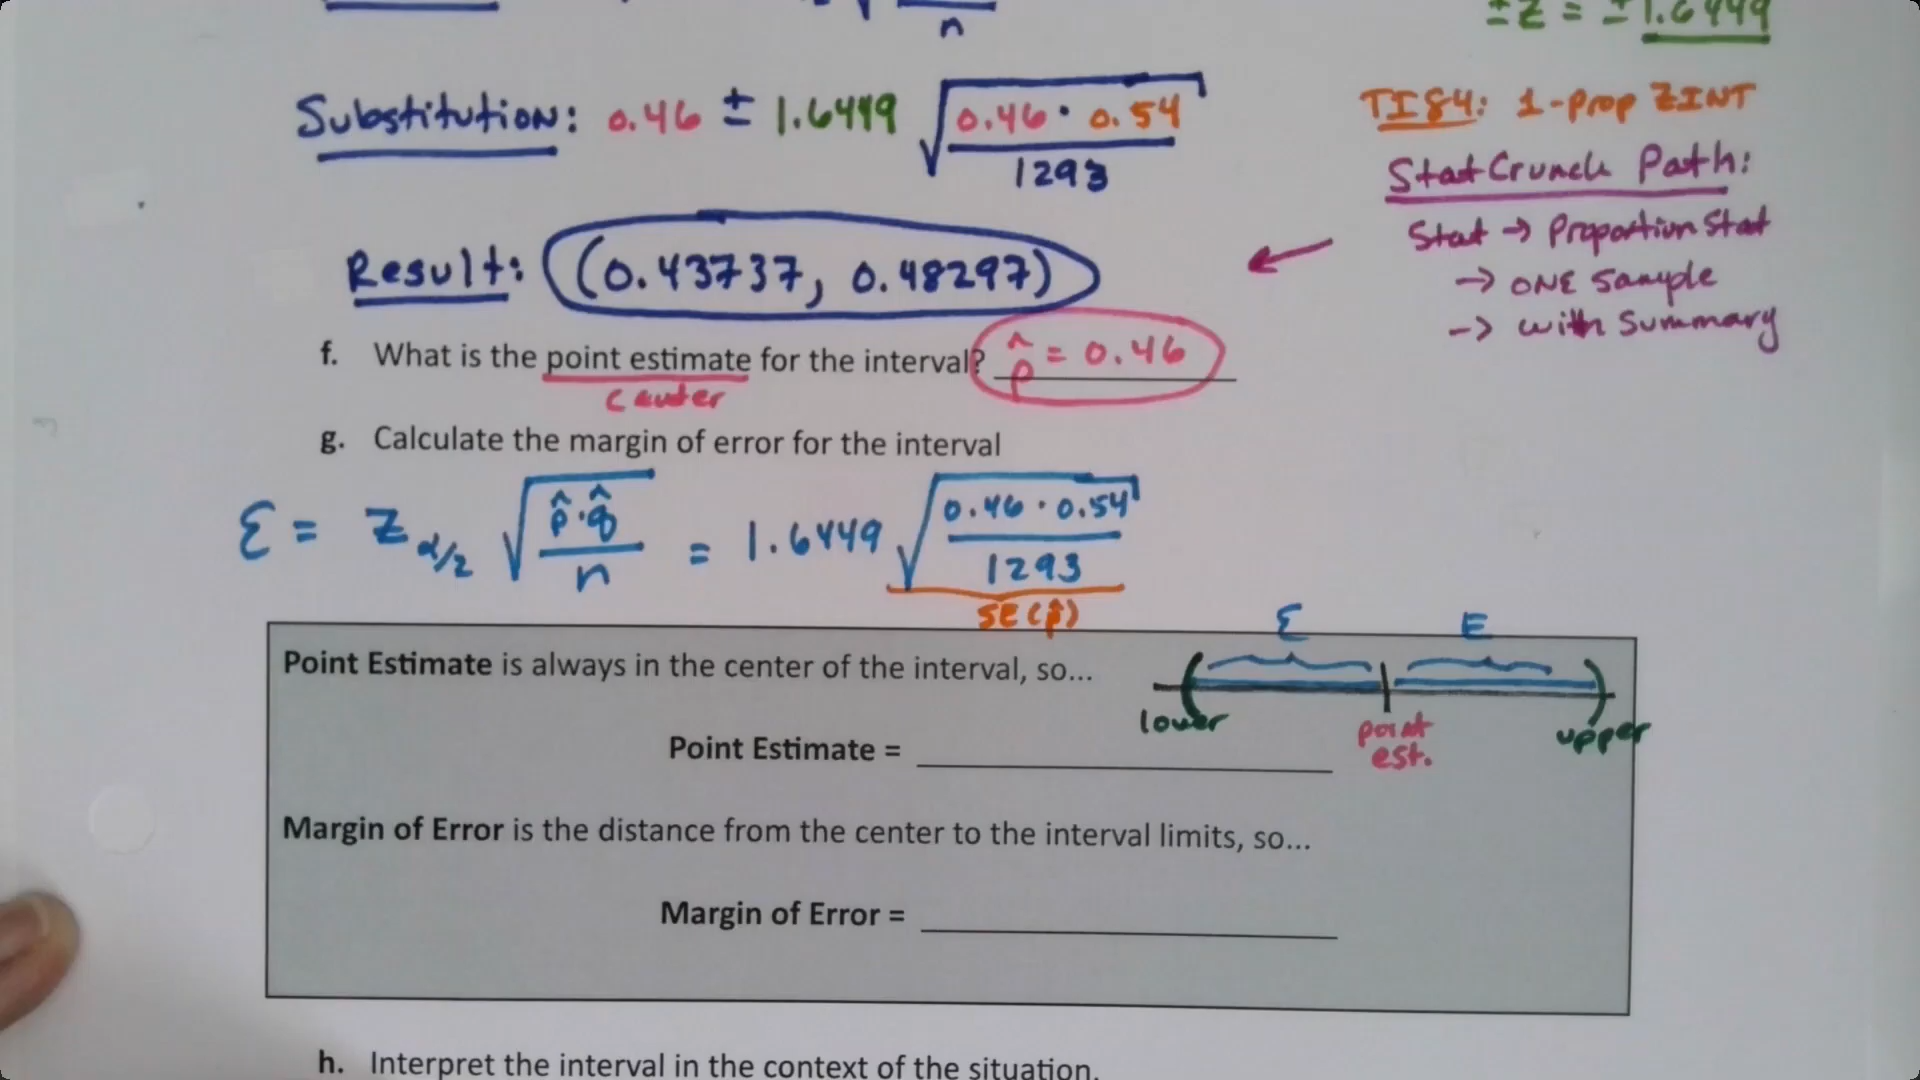 n
±z = ±1.6449
Substitution: 0.46 ± 1.6449 √ 0.46 · 0.54 / 1293
TI84: 1-prop ZINT
StatCrunch Path:
Stat → Proportion Stat
→ ONE Sample
→ with Summary
Result: (0.43737, 0.48297)
f. What is the point estimate for the interval? p̂ = 0.46
center
g. Calculate the margin of error for the interval
E = z α/2 √ p̂ · q̂ / n = 1.6449 √ 0.46 · 0.54 / 1293
SE(p̂)
E E
Point Estimate is always in the center of the interval, so...
lower point est. upper
Point Estimate =
Margin of Error is the distance from the center to the interval limits, so...
Margin of Error =
h. Interpret the interval in the context of the situation.